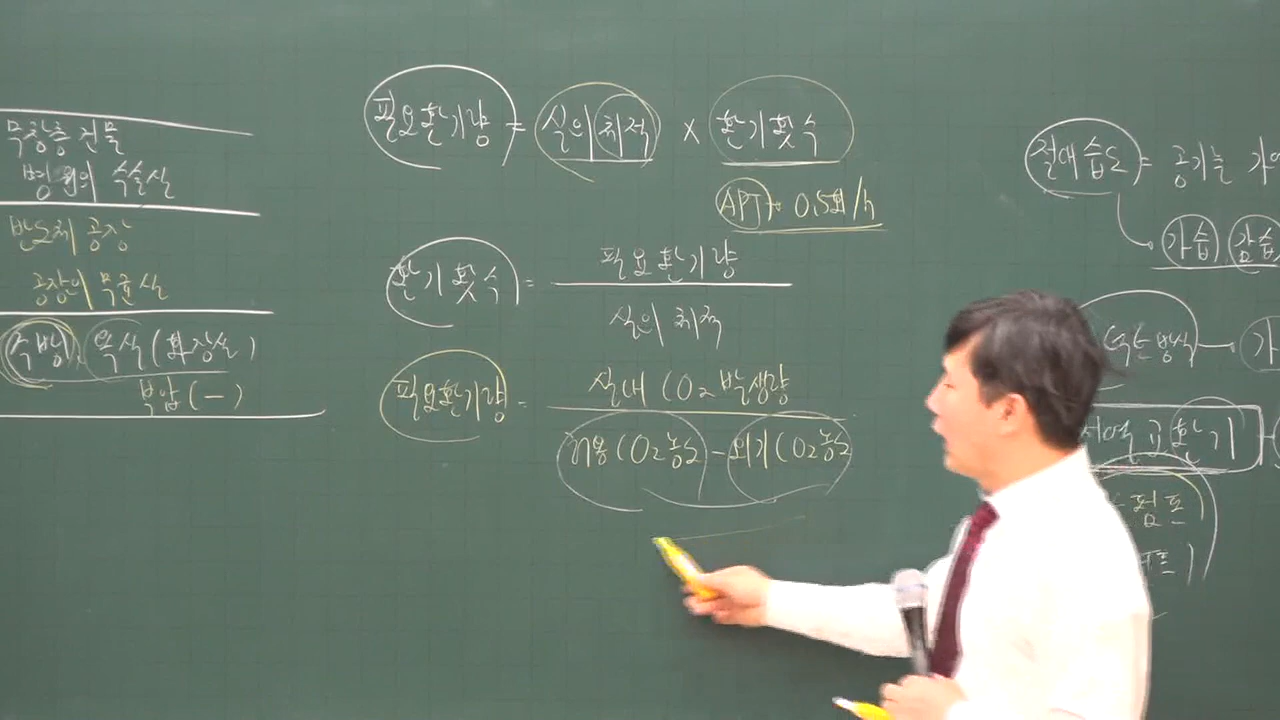 무창층 건물
병원의 수술실
반도체 공장
공장의 무균실
주방, 욕실(화장실)
부압(-)
필요환기량 = 실의체적 × 환기횟수
APT → 0.5회/h
환기횟수 = 필요환기량
실의 체적
필요환기량 = 실내 CO2 발생량
허용 CO2 농도 - 외기 CO2 농도
절대습도 = 공기를
가습 감습
가
환기
펌프